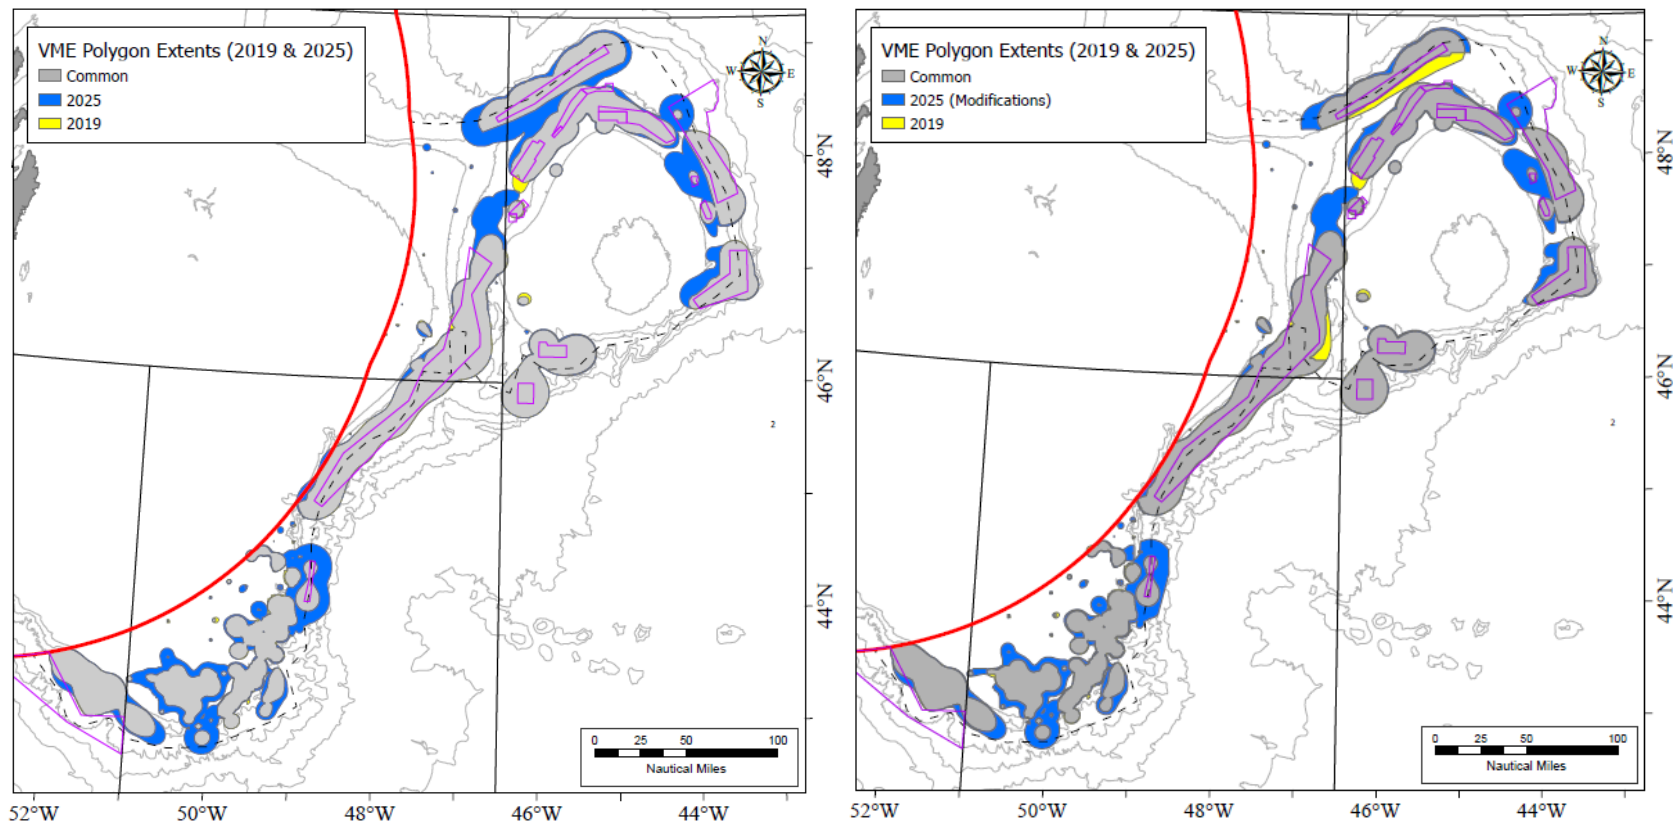 VME Polygon Extents (2019 & 2025)
Common
2025
2019
N
W E
S
48°N
46°N
44°N
2
0 25 50 100
Nautical Miles
52°W 50°W 48°W 46°W 44°W
VME Polygon Extents (2019 & 2025)
Common
2025 (Modifications)
2019
N
W E
S
48°N
46°N
44°N
2
0 25 50 100
Nautical Miles
52°W 50°W 48°W 46°W 44°W